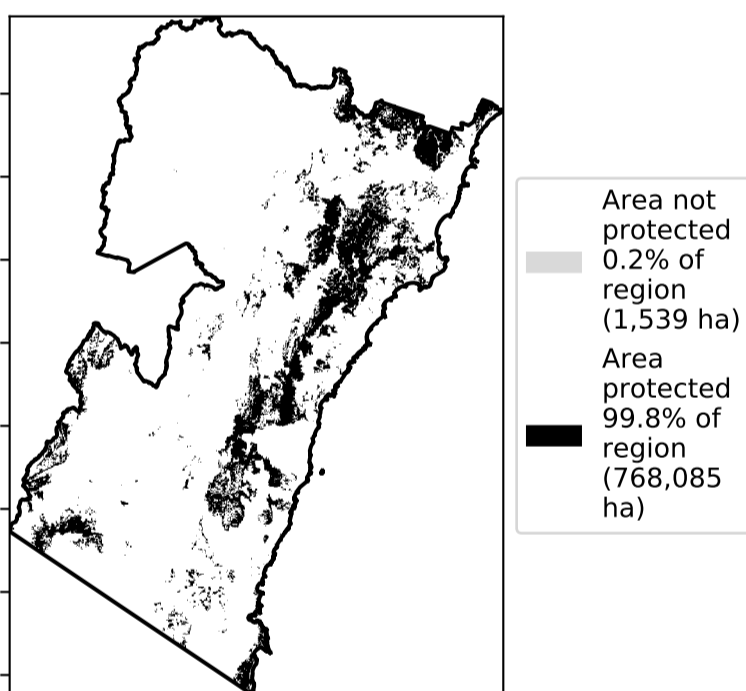 Area not
protected
0.2% of
region
(1,539 ha)
Area
protected
99.8% of
region
(768,085
ha)